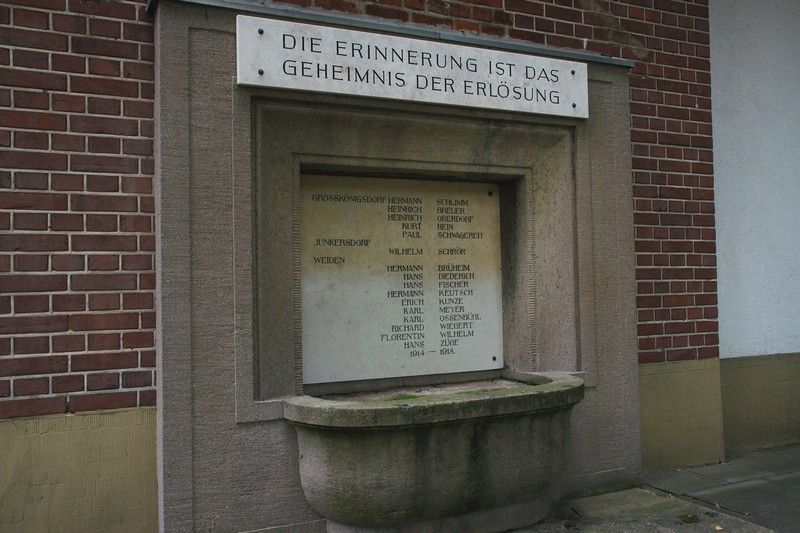 DIE ERINNERUNG IST DAS
GEHEIMNIS DER ERLÖSUNG
GROSSKÖNIGSDORF HERMANN SCHLIMM
HEINRICH BREUER
HEINRICH OBERDORF
KURT REIN
PAUL SCHWAGEREIT
JUNKERSDORF WILHELM SCHRÖR
WEIDEN
HERMANN BRÜHEIM
HANS DIEDERICH
HANS FISCHER
HERMANN KEUTSCH
ERICH KUNZE
KARL MEYER
KARL OSSENBÜHL
RICHARD WIEGERT
FLORENTIN WILHELM
HANS ZÜGE
1914 — 1918.